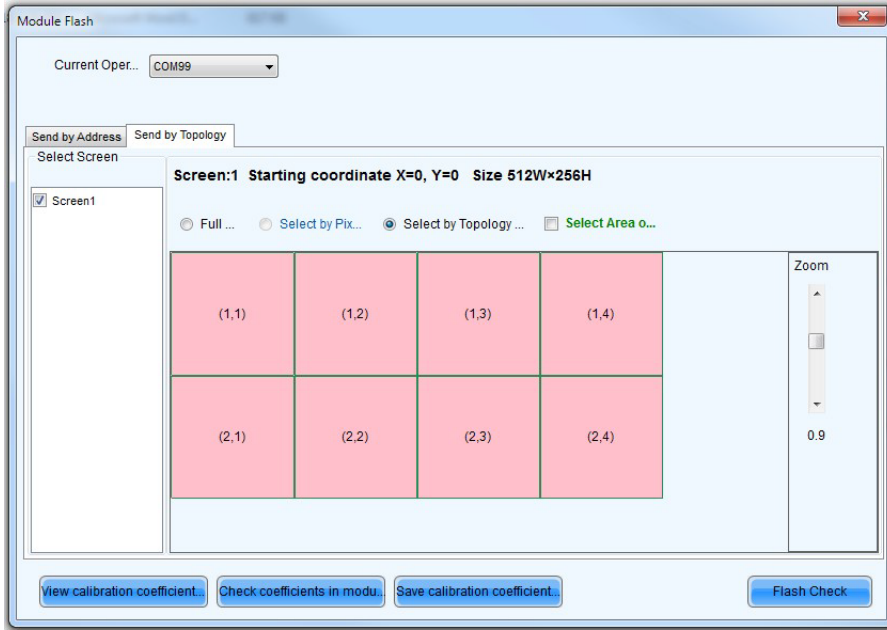 Module Flash
Current Oper... COM99
Send by Address Send by Topology
Select Screen
Screen:1 Starting coordinate X=0, Y=0 Size 512W×256H
Screen1
Full ... Select by Pix... Select by Topology ... Select Area o...
Zoom
(1,1) (1,2) (1,3) (1,4)
(2,1) (2,2) (2,3) (2,4)
0.9
View calibration coefficient... Check coefficients in modu... Save calibration coefficient... Flash Check